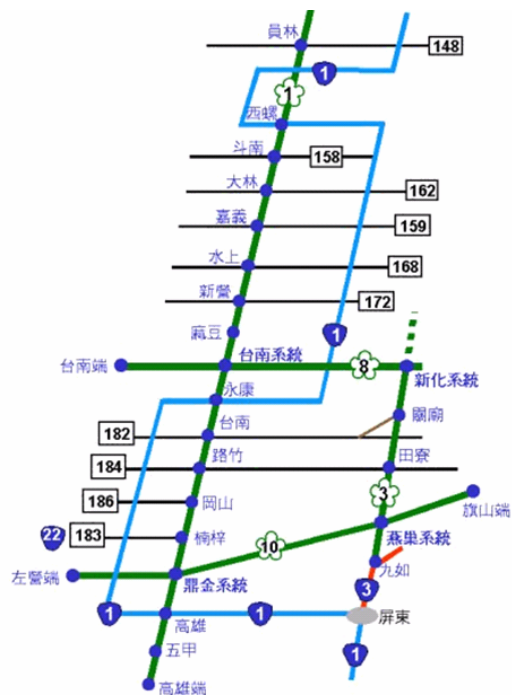 員林
148
1
1
西螺
斗南
158
大林
162
嘉義
159
水上
168
新營
172
麻豆
1
台南系統
台南端
8
新化系統
永康
關廟
台南
182
路竹
田寮
184
3
旗山端
186
岡山
燕巢系統
22
183
楠梓
10
九如
左營端
鼎金系統
3
1
1
屏東
高雄
五甲
1
高雄端